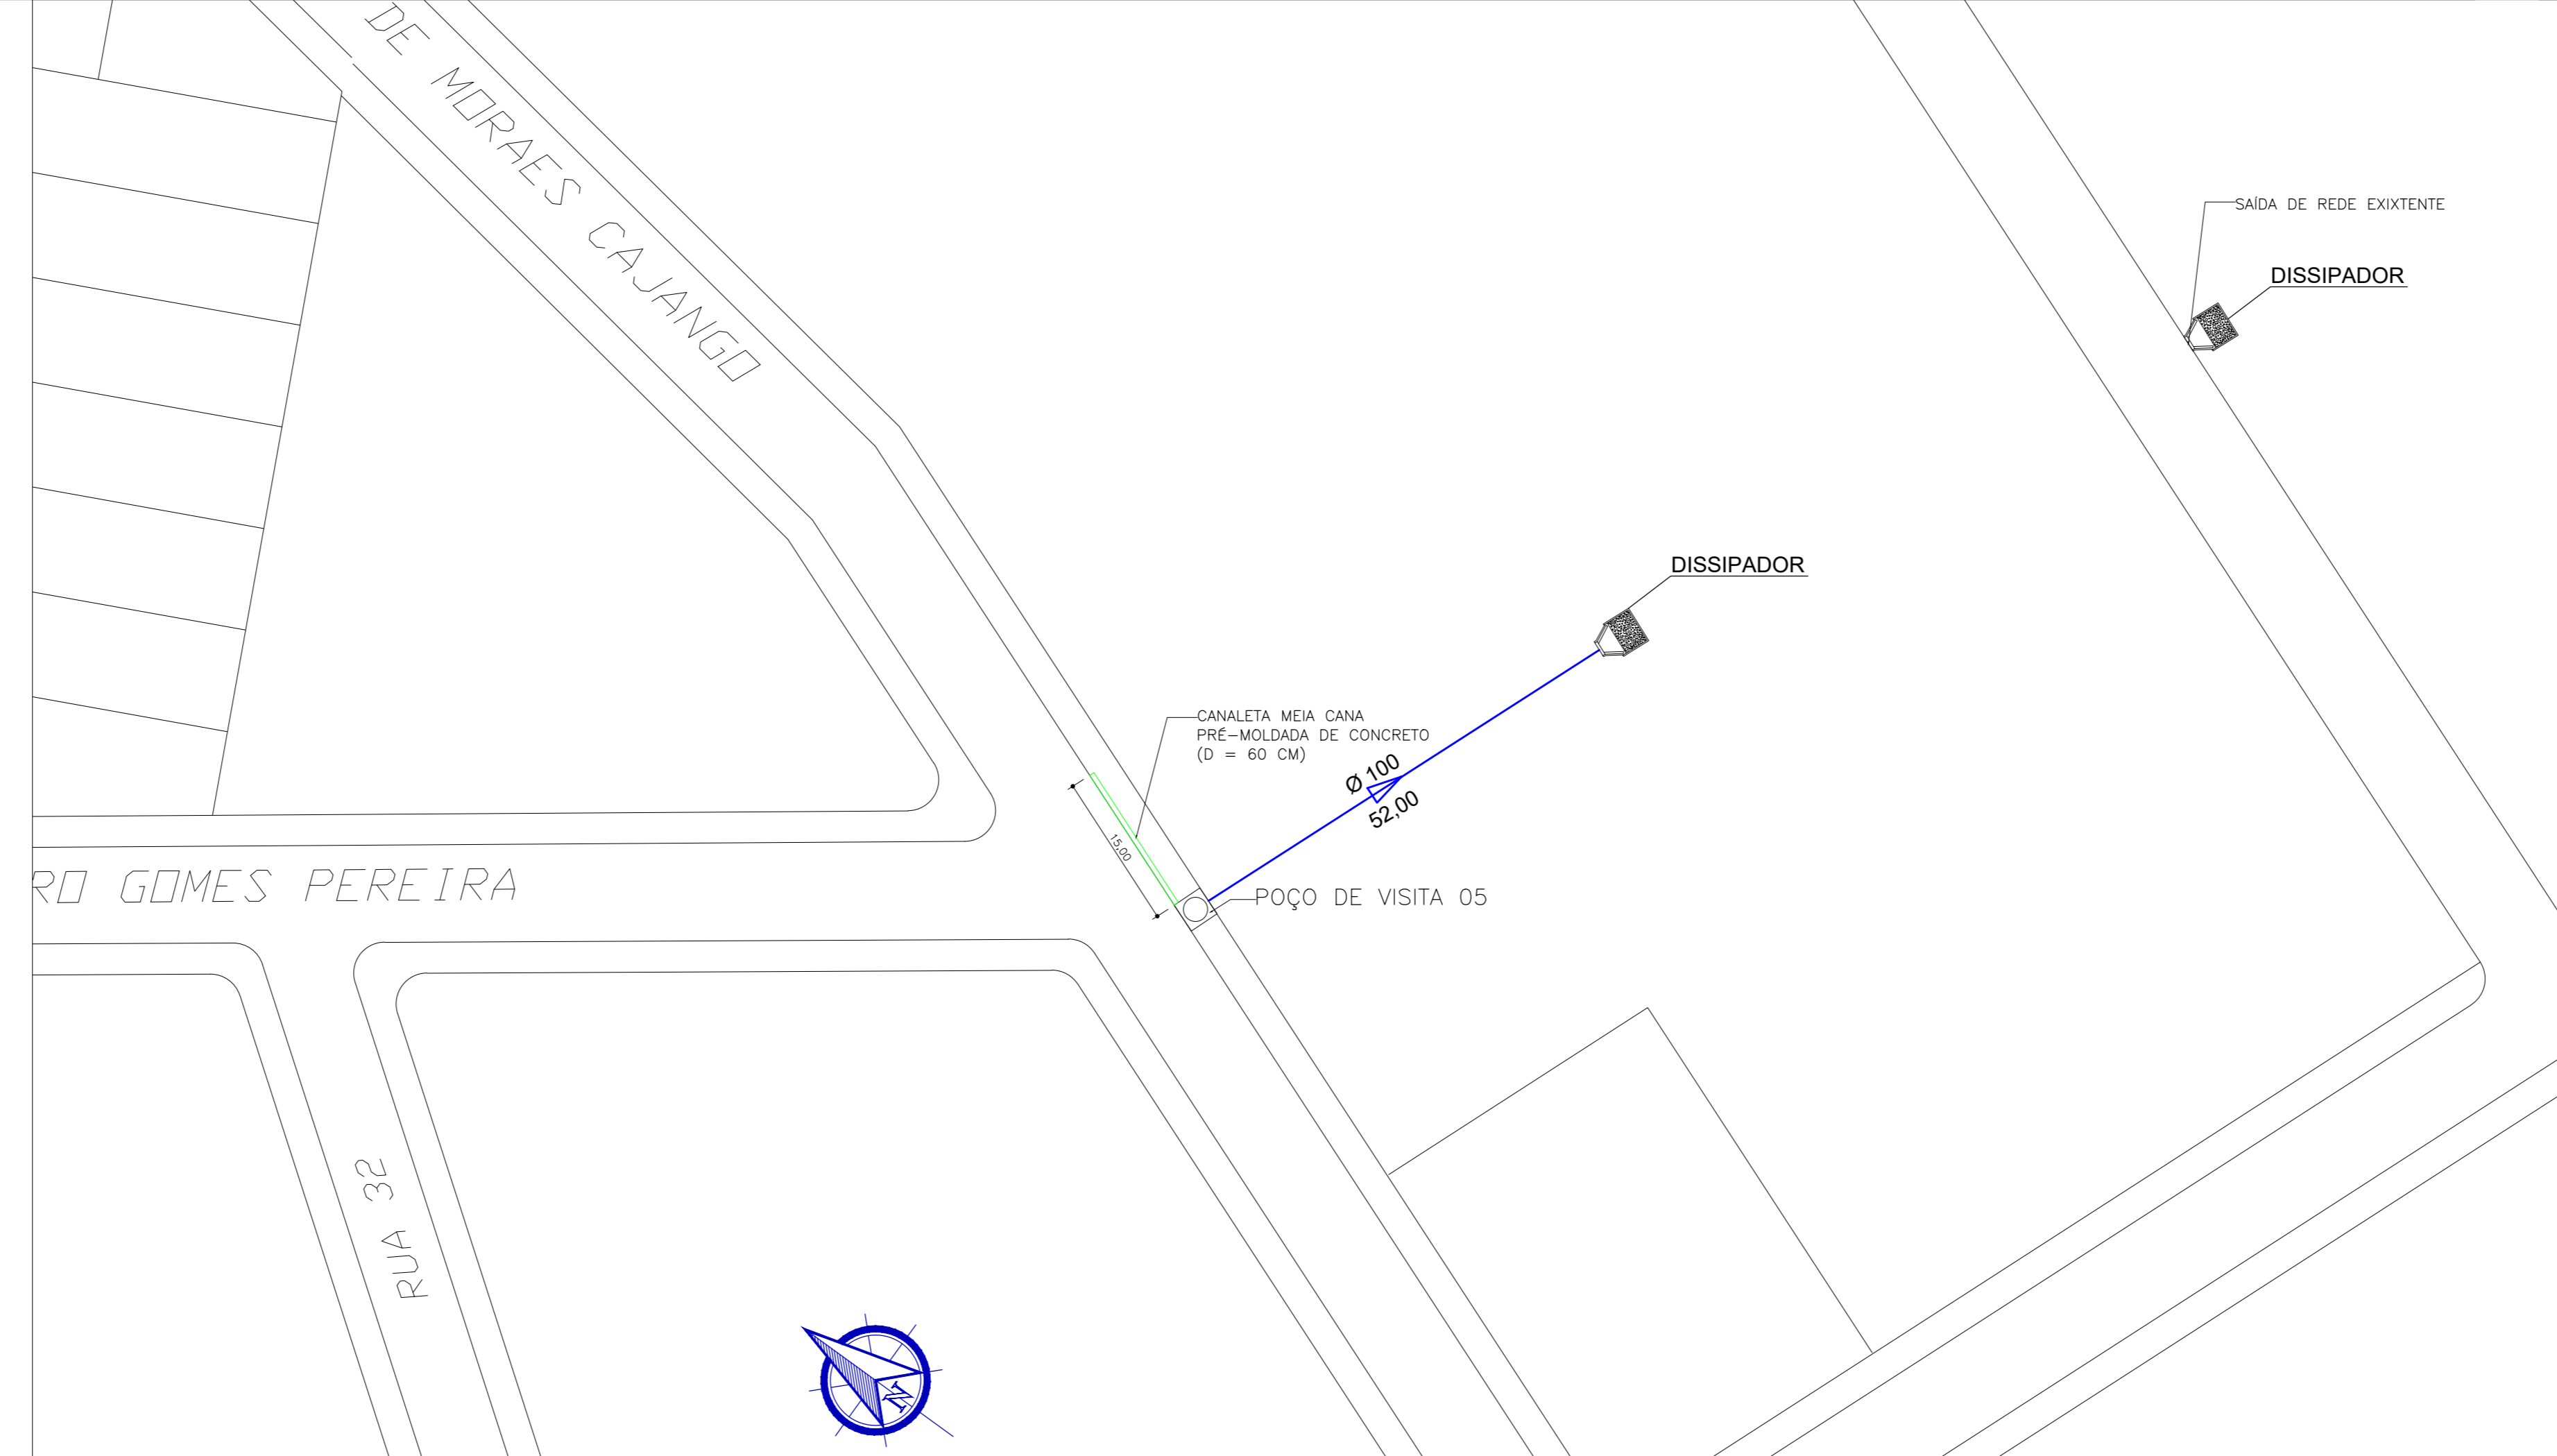 DE MORAES CAJANGO
SAÍDA DE REDE EXIXTENTE
DISSIPADOR
DISSIPADOR
CANALETA MEIA CANA
PRÉ-MOLDADA DE CONCRETO
(D = 60 CM)
Ø 100
52,00
15,00
RO GOMES PEREIRA
POÇO DE VISITA 05
RUA 32
N